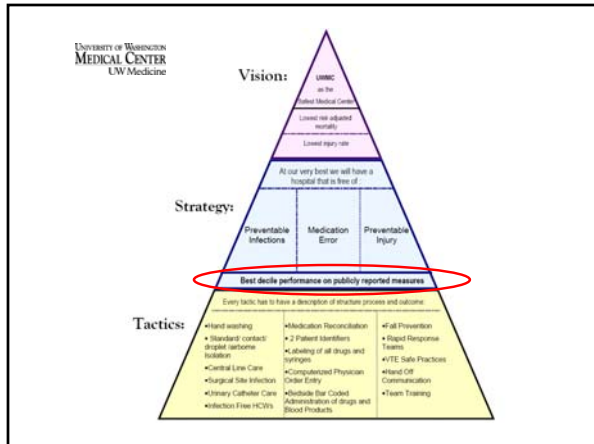 UNIVERSITY OF WASHINGTON
MEDICAL CENTER
UW Medicine
Vision:
UWMC
as the
Safest Medical Center
Lowest risk adjusted
mortality
Lowest injury rate
At our very best we will have a
hospital that is free of :
Strategy:
Preventable
Infections
Medication
Error
Preventable
Injury
Best decile performance on publicly reported measures
Every tactic has to have a description of structure process and outcome:
Tactics:
•Hand washing
• Standard/ contact/
droplet /airborne
Isolation
•Central Line Care
•Surgical Site Infection
•Urinary Catheter Care
•Infection Free HCWs
•Medication Reconciliation
• 2 Patient Identifiers
•Labeling of all drugs and
syringes
•Computerized Physician
Order Entry
•Bedside Bar Coded
Administration of drugs and
Blood Products
•Fall Prevention
• Rapid Response
Teams
•VTE Safe Practices
•Hand Off
Communication
•Team Training